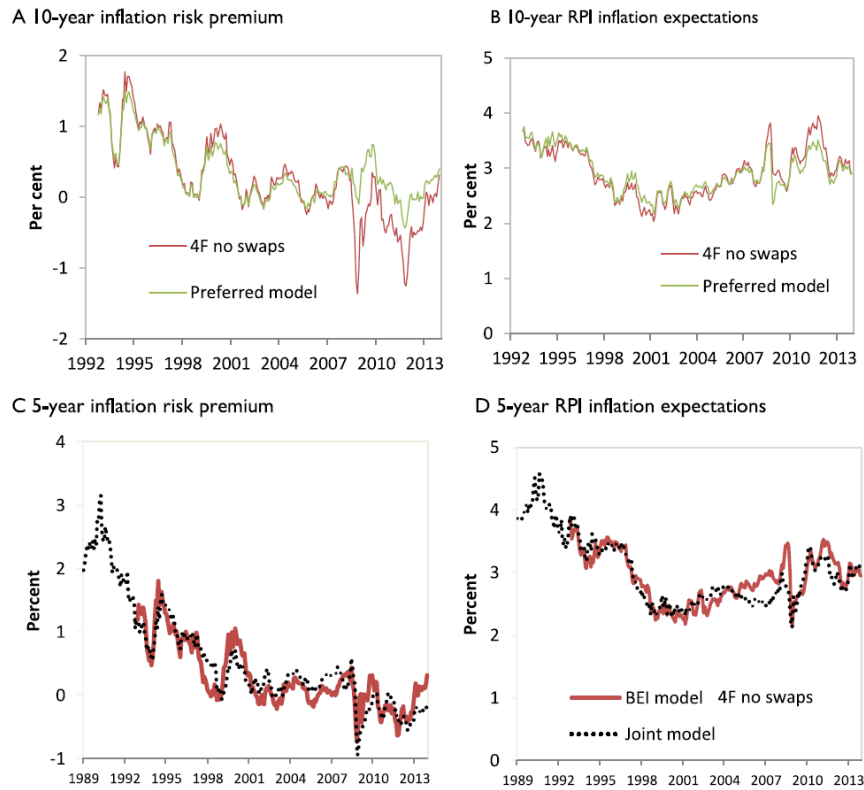 A 10-year inflation risk premium
2
1
0
-1
-2
Per cent
4F no swaps
Preferred model
1992 1995 1998 2001 2004 2007 2010 2013
B 10-year RPI inflation expectations
5
4
3
2
1
0
Per cent
4F no swaps
Preferred model
1992 1995 1998 2001 2004 2007 2010 2013
C 5-year inflation risk premium
4
3
2
1
0
-1
Percent
1989 1992 1995 1998 2001 2004 2007 2010 2013
D 5-year RPI inflation expectations
5
4
3
2
1
0
Percent
BEI model 4F no swaps
Joint model
1989 1992 1995 1998 2001 2004 2007 2010 2013